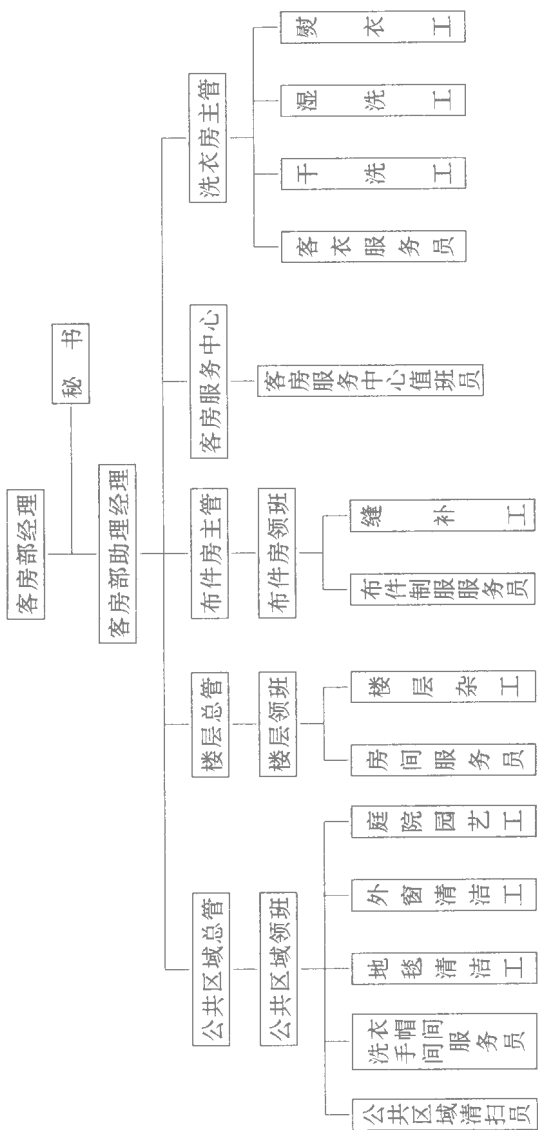 客房部经理
秘书
客房部助理经理
公共区域总管
楼层总管
布件房主管
客房服务中心
洗衣房主管
公共区域领班
楼层领班
布件房领班
客房服务中心值班员
客衣服务员
干洗工
湿洗工
熨衣工
公共区域清扫员
洗手间
衣帽间
服务员
地毯清洁工
外窗清洁工
庭院园艺工
房间服务员
楼层杂工
布件制服服务员
缝补工